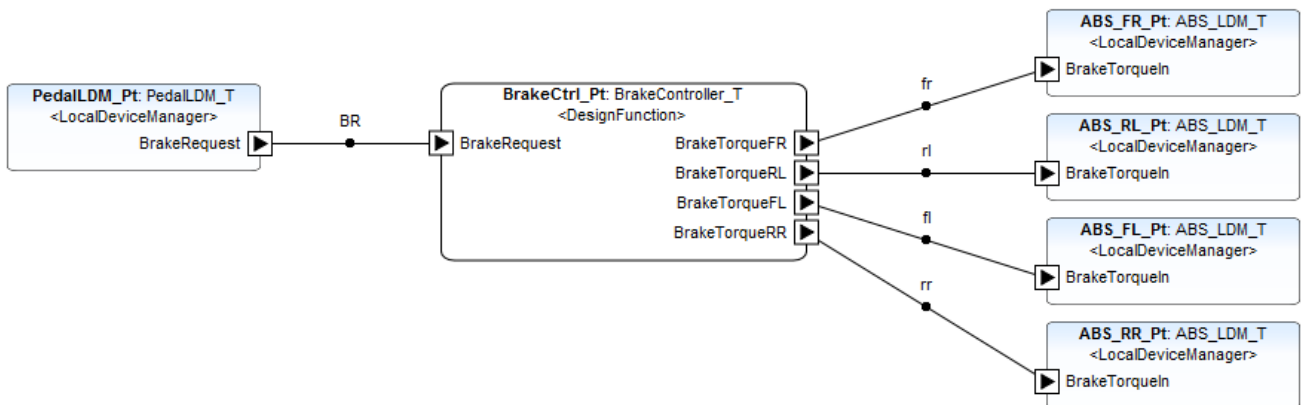 PedalLDM_Pt: PedalLDM_T
<LocalDeviceManager>
BrakeRequest
BR
BrakeCtrl_Pt: BrakeController_T
<DesignFunction>
BrakeRequest
BrakeTorqueFR
BrakeTorqueRL
BrakeTorqueFL
BrakeTorqueRR
fr
rl
fl
rr
ABS_FR_Pt: ABS_LDM_T
<LocalDeviceManager>
BrakeTorqueIn
ABS_RL_Pt: ABS_LDM_T
<LocalDeviceManager>
BrakeTorqueIn
ABS_FL_Pt: ABS_LDM_T
<LocalDeviceManager>
BrakeTorqueIn
ABS_RR_Pt: ABS_LDM_T
<LocalDeviceManager>
BrakeTorqueIn